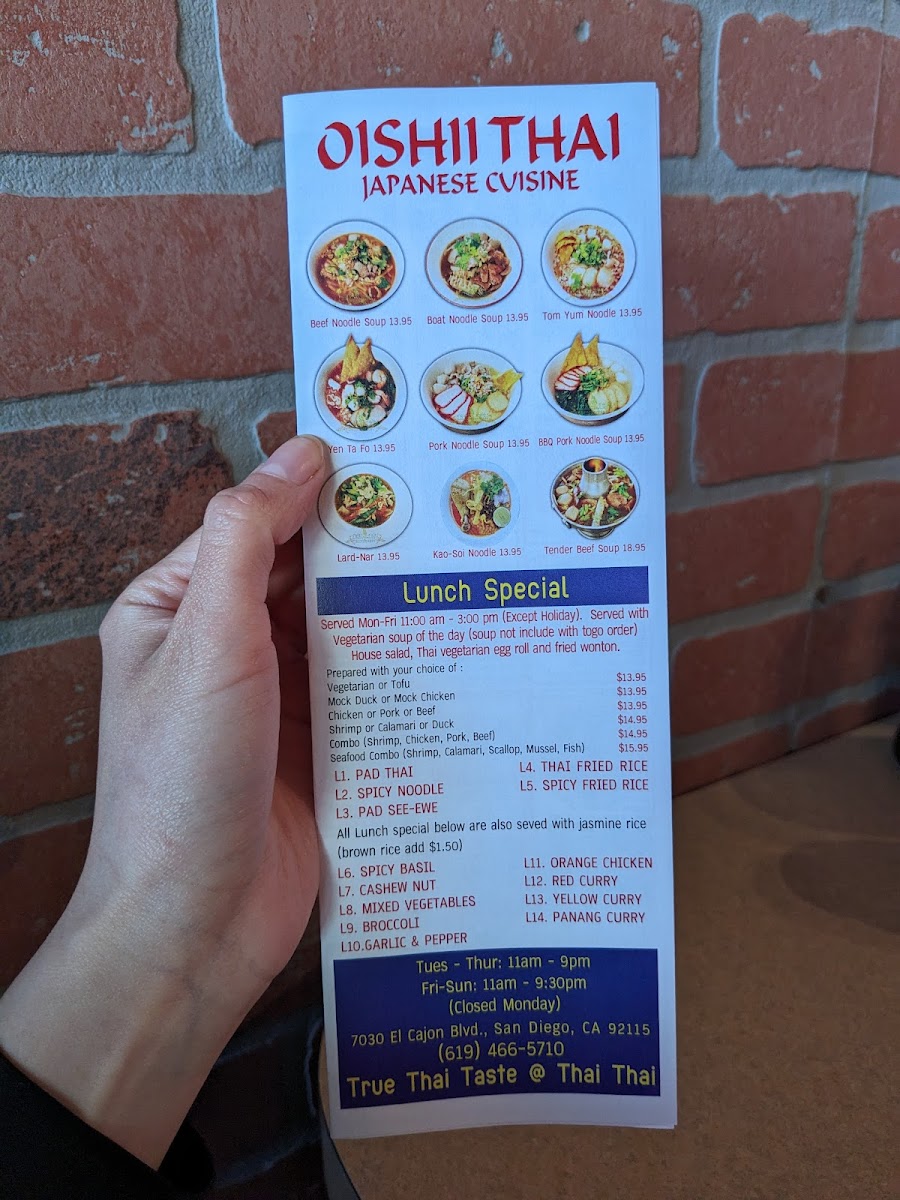 OISHII THAI
JAPANESE CUISINE
Beef Noodle Soup 13.95 Boat Noodle Soup 13.95 Tom Yum Noodle 13.95
Yen Ta Fo 13.95 Pork Noodle Soup 13.95 BBQ Pork Noodle Soup 13.95
Lard-Nar 13.95 Kao-Soi Noodle 13.95 Tender Beef Soup 18.95
Lunch Special
Served Mon-Fri 11:00 am - 3:00 pm (Except Holiday). Served with
Vegetarian soup of the day (soup not include with togo order)
House salad, Thai vegetarian egg roll and fried wonton.
Prepared with your choice of :
Vegetarian or Tofu $13.95
Mock Duck or Mock Chicken $13.95
Chicken or Pork or Beef $13.95
Shrimp or Calamari or Duck $14.95
Combo (Shrimp, Chicken, Pork, Beef) $14.95
Seafood Combo (Shrimp, Calamari, Scallop, Mussel, Fish) $15.95
L1. PAD THAI
L2. SPICY NOODLE
L3. PAD SEE-EWE
L4. THAI FRIED RICE
L5. SPICY FRIED RICE
All Lunch special below are also seved with jasmine rice
(brown rice add $1.50)
L6. SPICY BASIL
L7. CASHEW NUT
L8. MIXED VEGETABLES
L9. BROCCOLI
L10.GARLIC & PEPPER
L11. ORANGE CHICKEN
L12. RED CURRY
L13. YELLOW CURRY
L14. PANANG CURRY
Tues - Thur: 11am - 9pm
Fri-Sun: 11am - 9:30pm
(Closed Monday)
7030 El Cajon Blvd., San Diego, CA 92115
(619) 466-5710
True Thai Taste @ Thai Thai